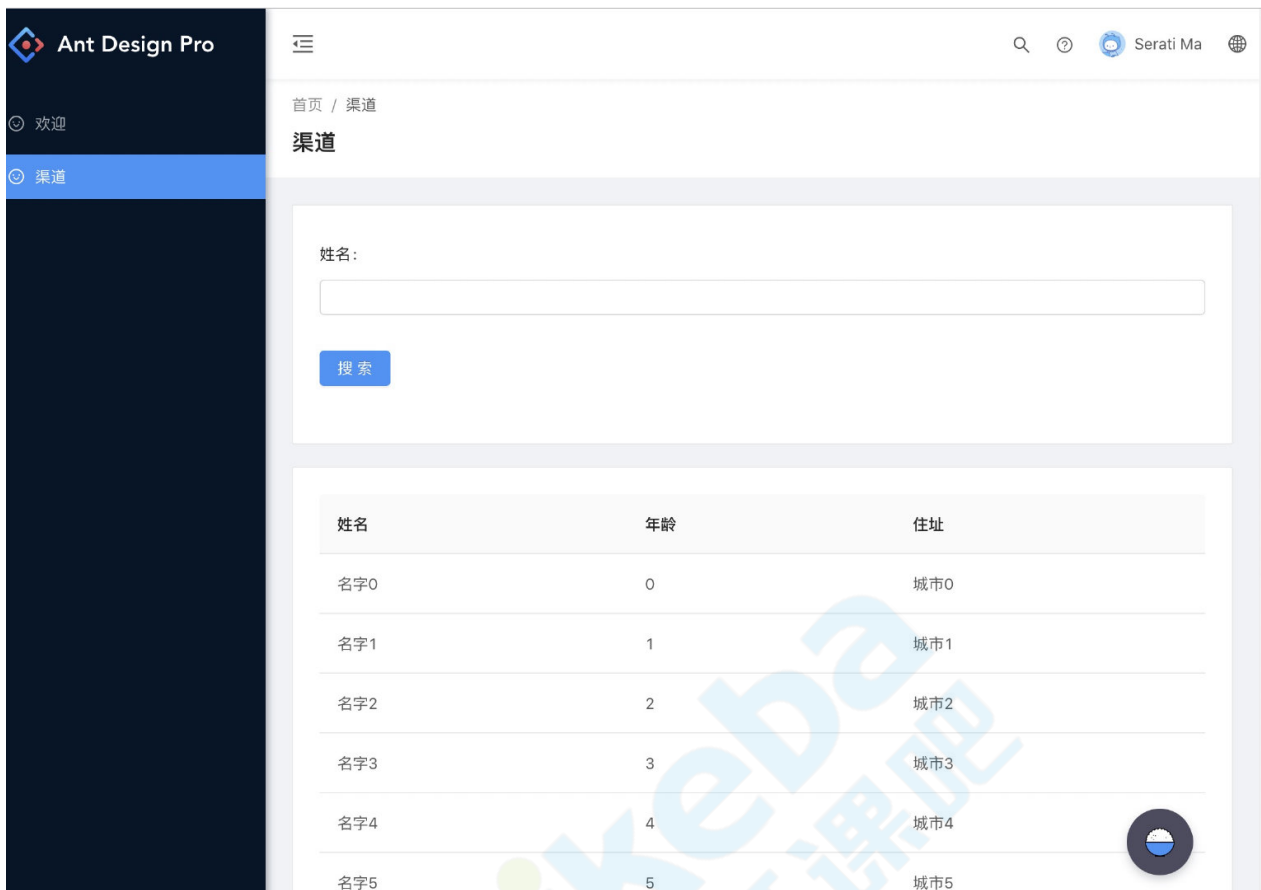 Ant Design Pro
Serati Ma
欢迎
渠道
首页 / 渠道
渠道
姓名:
搜 索
姓名 年龄 住址
名字0 0 城市0
名字1 1 城市1
名字2 2 城市2
名字3 3 城市3
名字4 4 城市4
名字5 5 城市5
ikeba
课吧